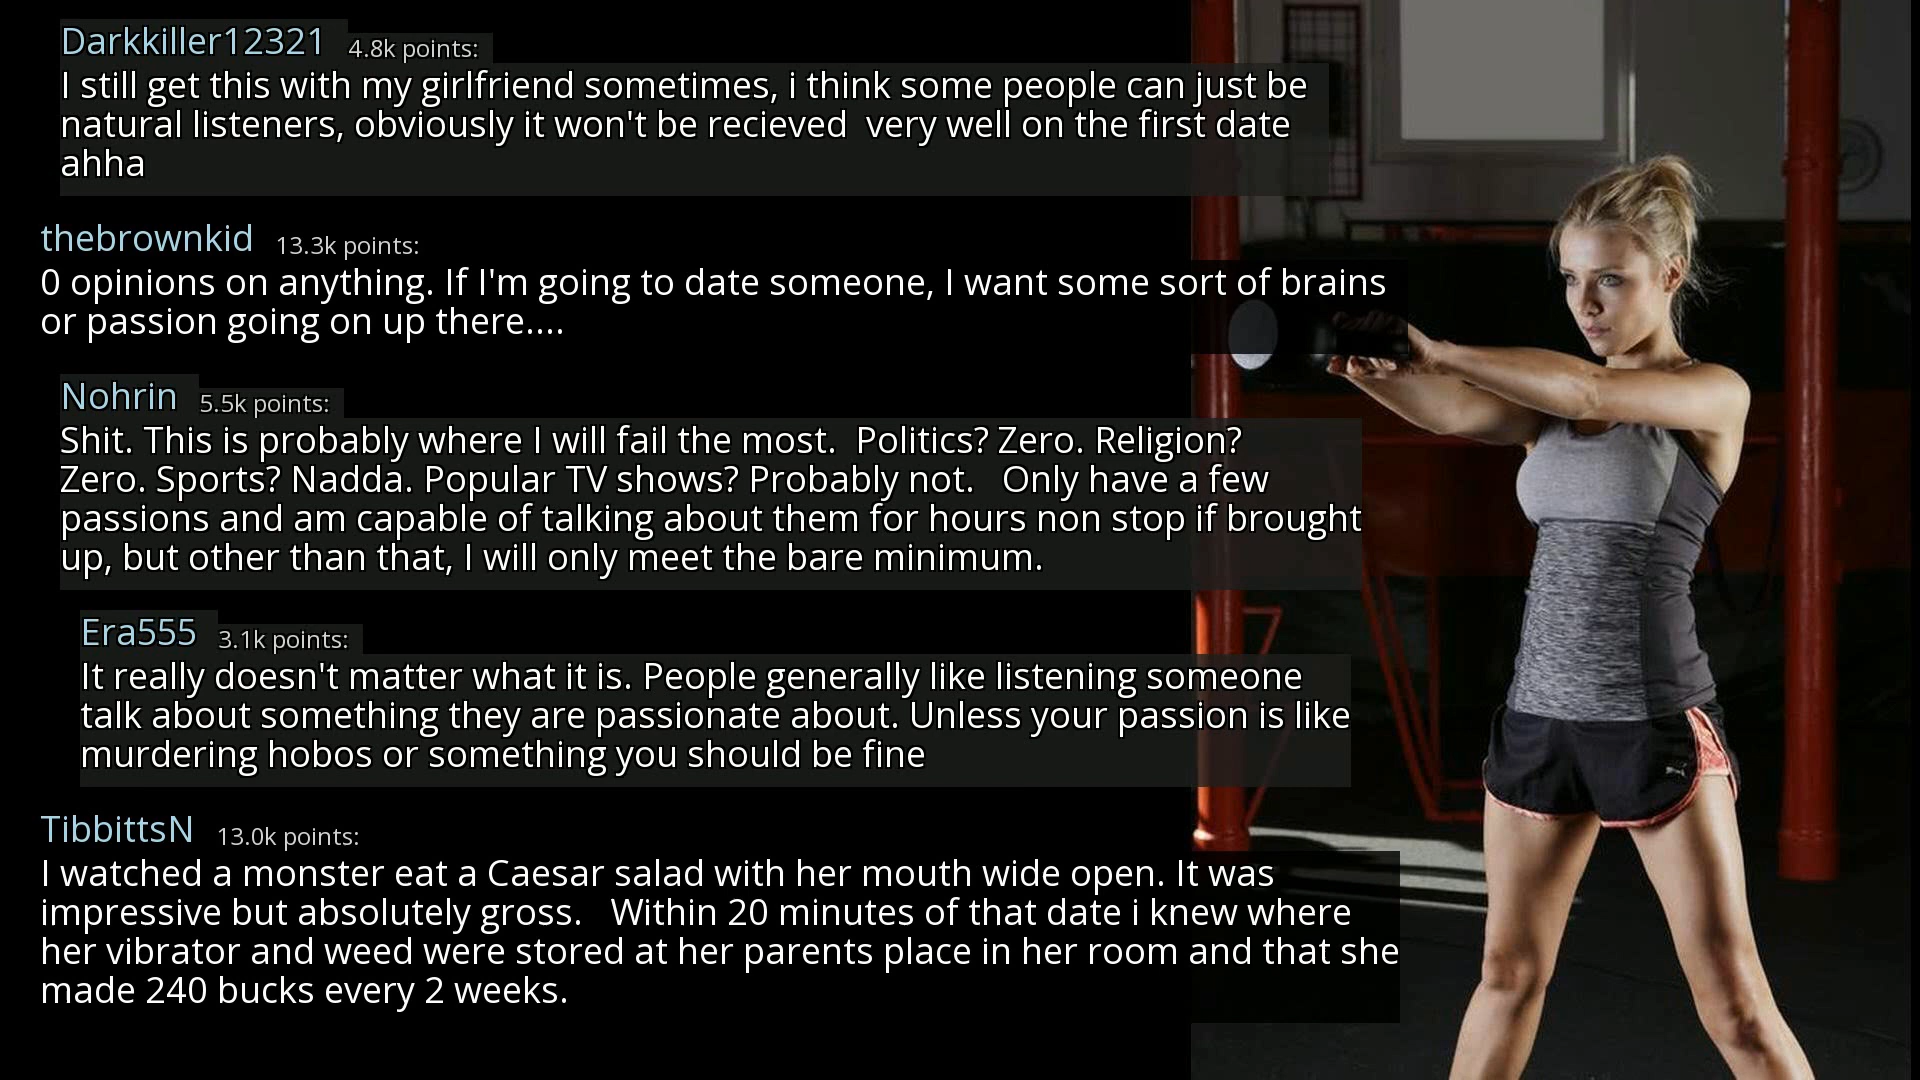 Darkkiller12321 4.8k points:
I still get this with my girlfriend sometimes, i think some people can just be
natural listeners, obviously it won't be recieved  very well on the first date
ahha
thebrownkid 13.3k points:
0 opinions on anything. If I'm going to date someone, I want some sort of brains
or passion going on up there....
Nohrin 5.5k points:
Shit. This is probably where I will fail the most.  Politics? Zero. Religion?
Zero. Sports? Nadda. Popular TV shows? Probably not.   Only have a few
passions and am capable of talking about them for hours non stop if brought
up, but other than that, I will only meet the bare minimum.
Era555 3.1k points:
It really doesn't matter what it is. People generally like listening someone
talk about something they are passionate about. Unless your passion is like
murdering hobos or something you should be fine
TibbittsN 13.0k points:
I watched a monster eat a Caesar salad with her mouth wide open. It was
impressive but absolutely gross.   Within 20 minutes of that date i knew where
her vibrator and weed were stored at her parents place in her room and that she
made 240 bucks every 2 weeks.